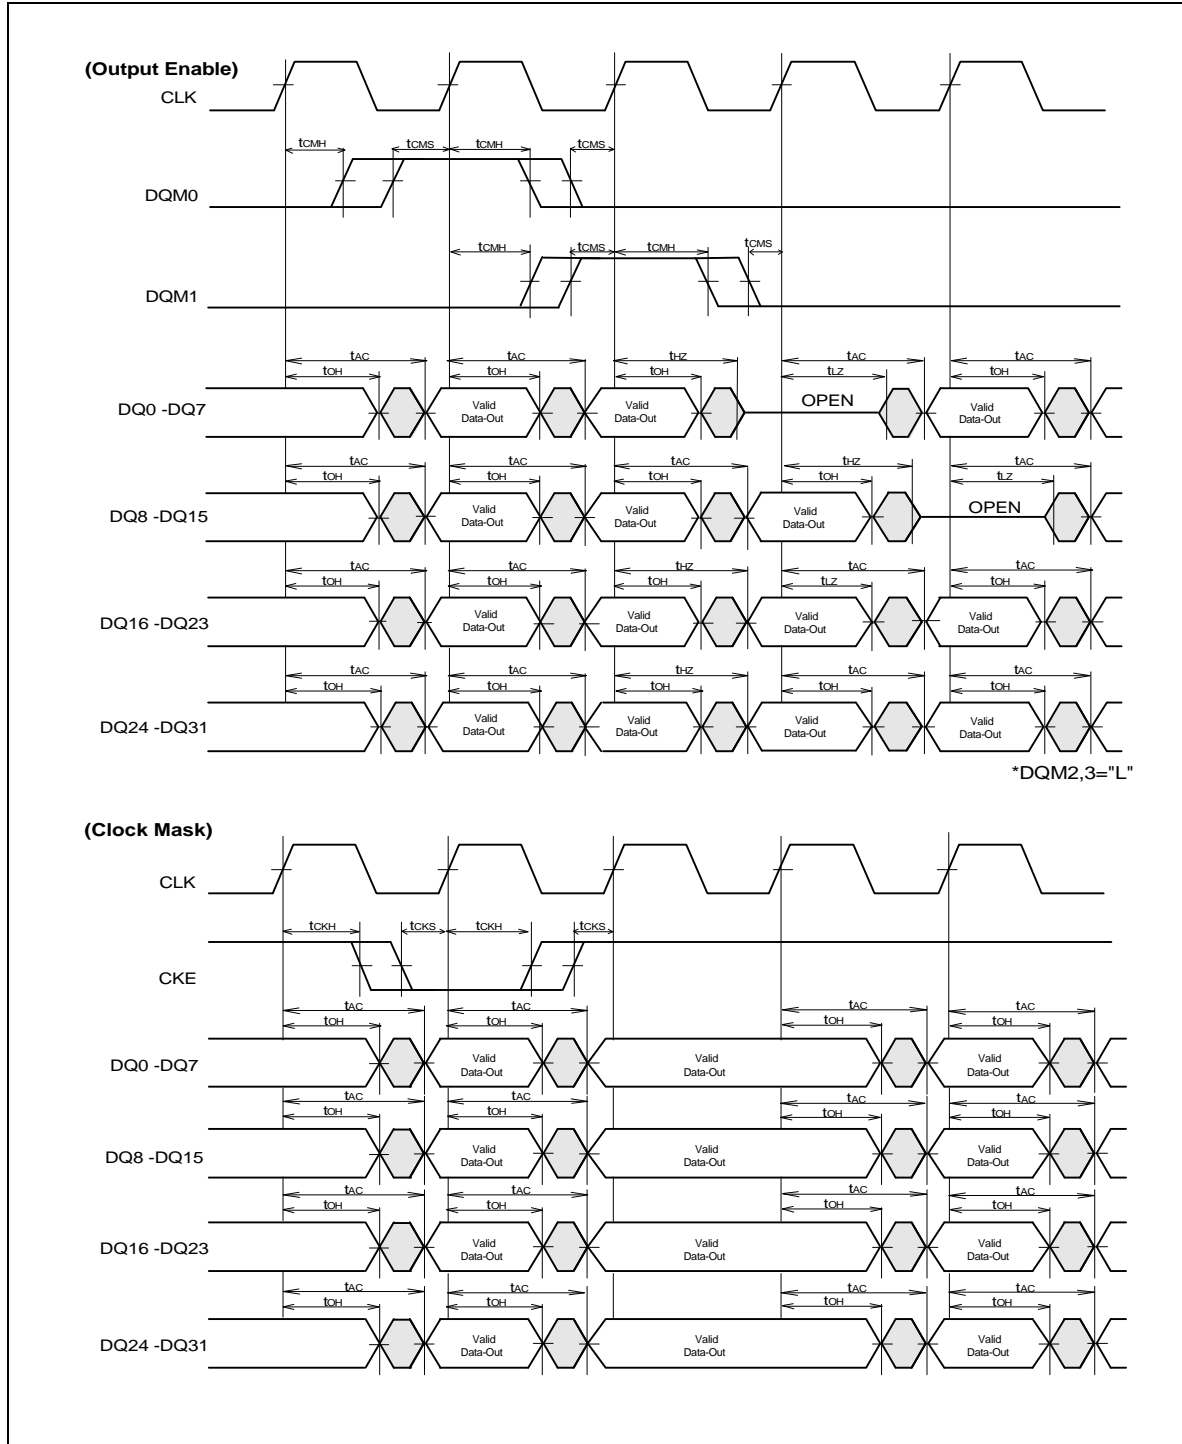 (Output Enable)
CLK
tCMH tCMS tCMH tCMS
DQM0
tCMH tCMS tCMH tCMS
DQM1
tAC tAC tHZ tAC tAC
tOH tOH tOH tLZ tOH
DQ0 -DQ7 Valid Data-Out Valid Data-Out OPEN Valid Data-Out
tAC tAC tAC tHZ tAC
tOH tOH tOH tOH tLZ
DQ8 -DQ15 Valid Data-Out Valid Data-Out Valid Data-Out OPEN
tAC tAC tHZ tAC tAC
tOH tOH tOH tLZ tOH
DQ16 -DQ23 Valid Data-Out Valid Data-Out Valid Data-Out Valid Data-Out
tAC tAC tHZ tAC tAC
tOH tOH tOH tOH tOH
DQ24 -DQ31 Valid Data-Out Valid Data-Out Valid Data-Out Valid Data-Out
*DQM2,3="L"
(Clock Mask)
CLK
tCKH tCKS tCKH tCKS
CKE
tAC tAC tAC tAC
tOH tOH tOH tOH
DQ0 -DQ7 Valid Data-Out Valid Data-Out Valid Data-Out
tAC tAC tAC tAC
tOH tOH tOH tOH
DQ8 -DQ15 Valid Data-Out Valid Data-Out Valid Data-Out
tAC tAC tAC tAC
tOH tOH tOH tOH
DQ16 -DQ23 Valid Data-Out Valid Data-Out Valid Data-Out
tAC tAC tAC tAC
tOH tOH tOH tOH
DQ24 -DQ31 Valid Data-Out Valid Data-Out Valid Data-Out